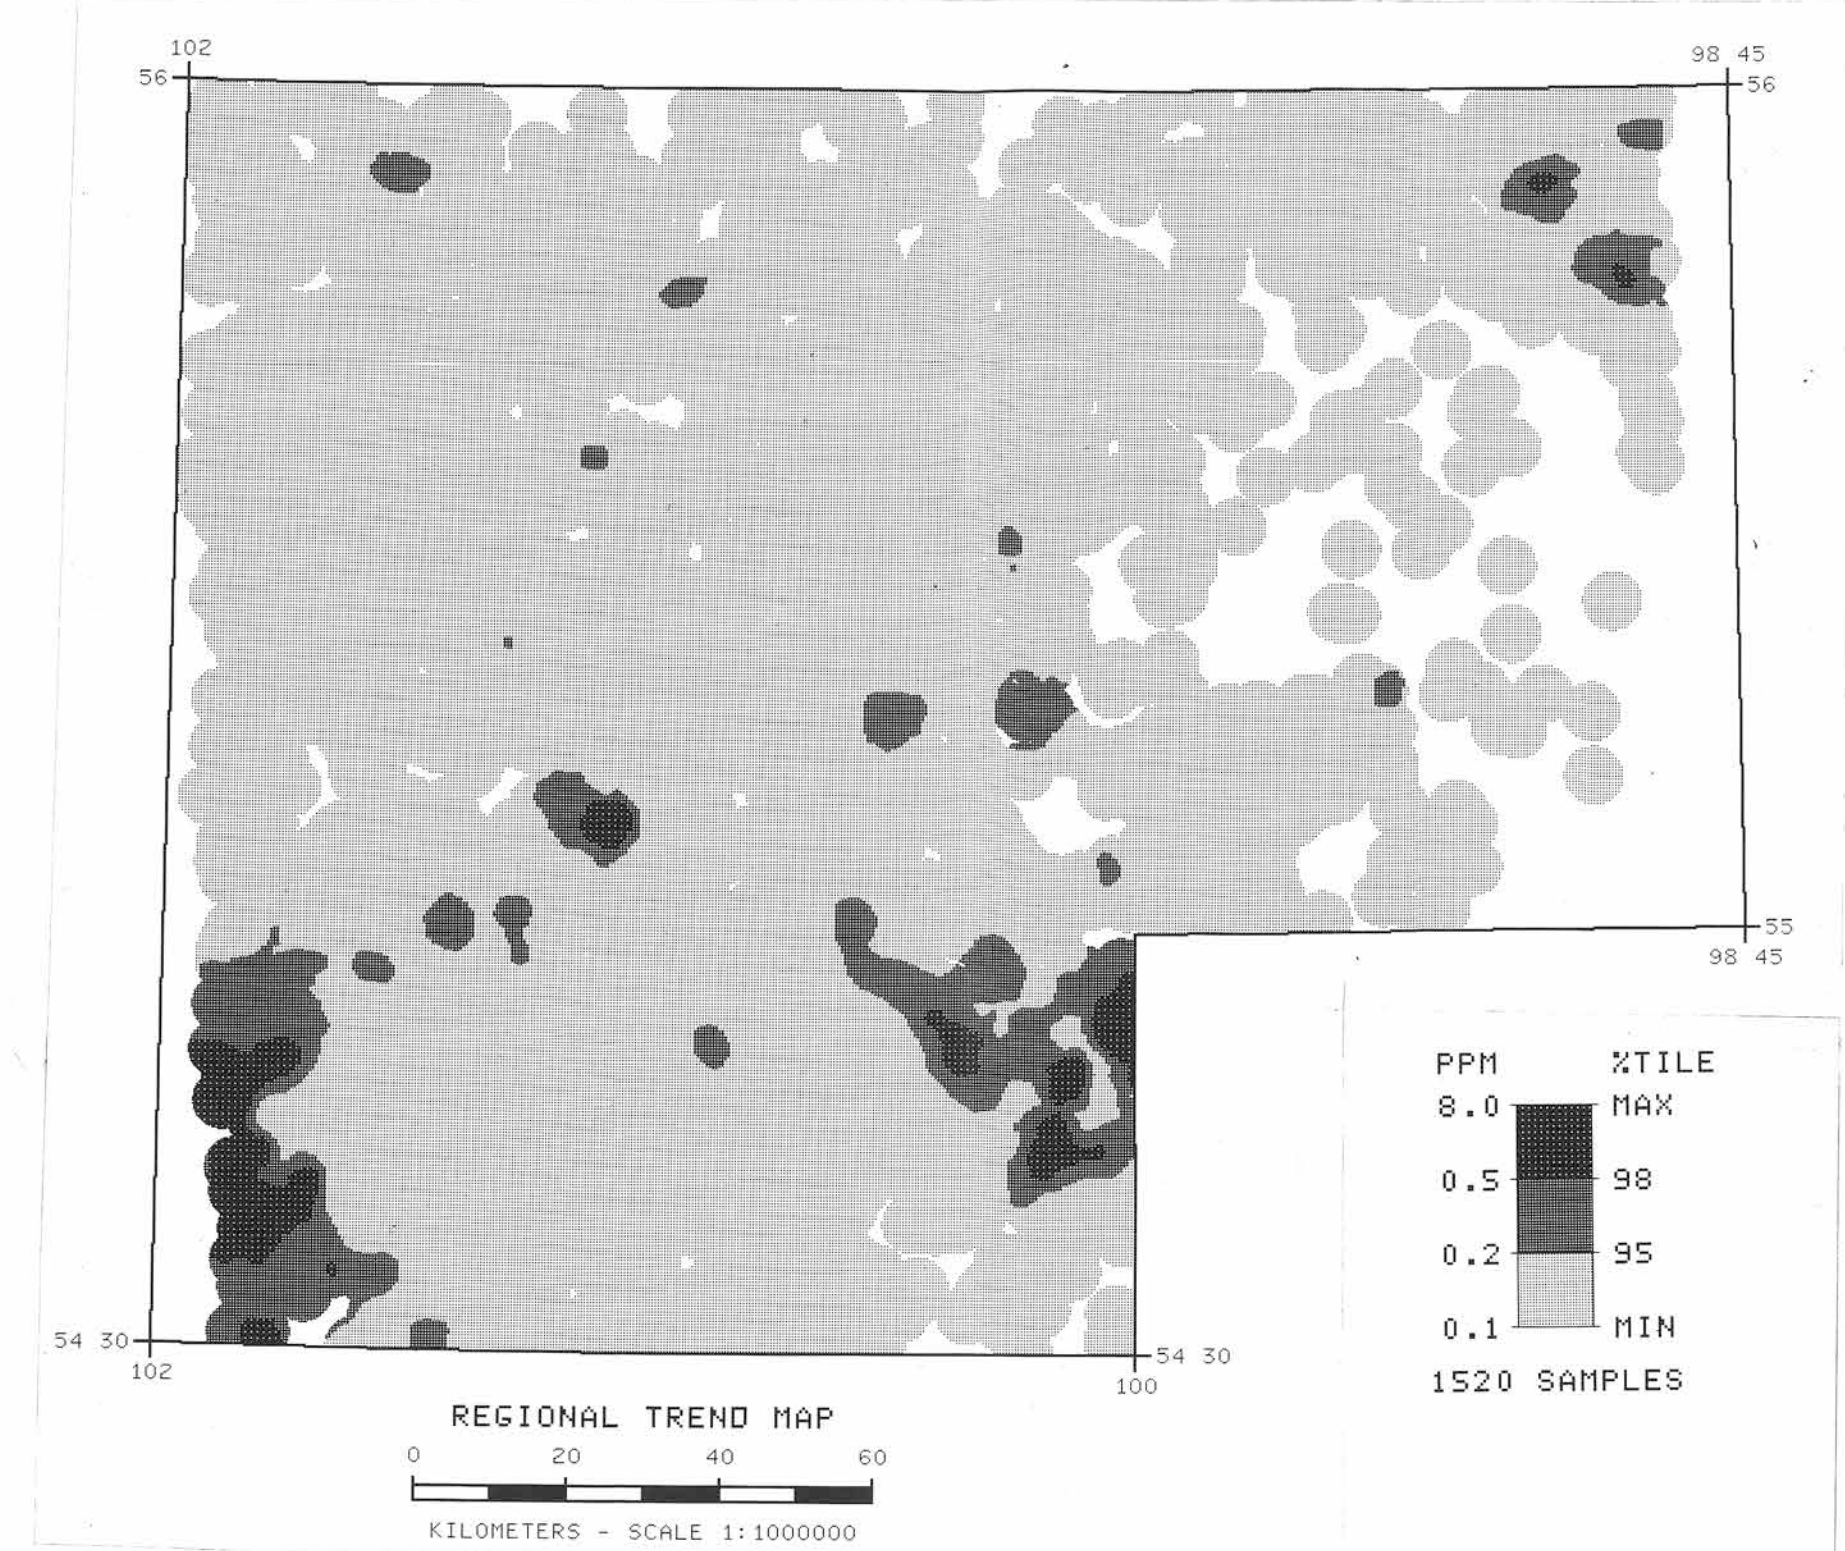 102
98 45
56
56
55
98 45
PPM %TILE
8.0 MAX
0.5 98
0.2 95
0.1 MIN
1520 SAMPLES
54 30
54 30
102
100
REGIONAL TREND MAP
0 20 40 60
KILOMETERS - SCALE 1:1000000